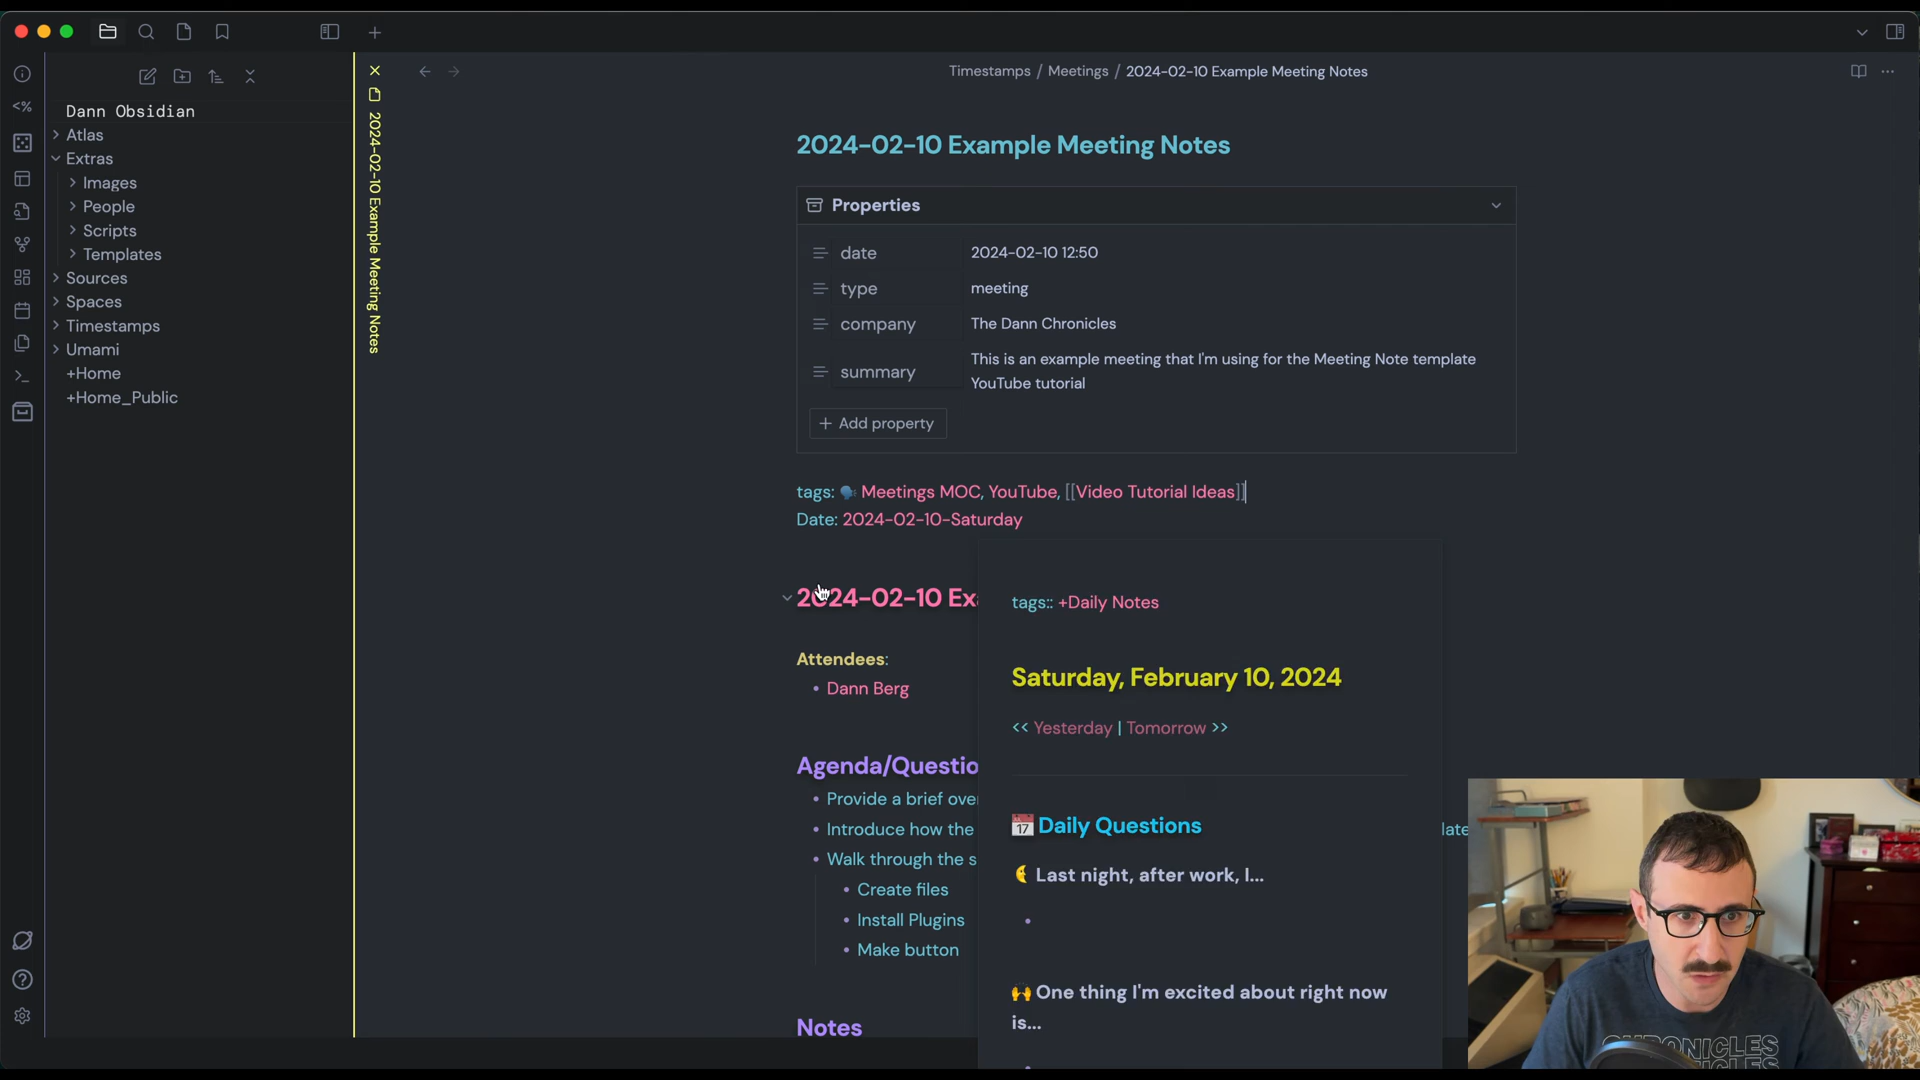 Timestamps / Meetings / 2024-02-10 Example Meeting Notes
Dann Obsidian
Atlas
Extras
Images
People
Scripts
Templates
Sources
Spaces
Timestamps
Umami
+Home
+Home_Public
2024-02-10 Example Meeting Notes
2024-02-10 Example Meeting Notes
Properties
date 2024-02-10 12:50
type meeting
company The Dann Chronicles
summary This is an example meeting that I'm using for the Meeting Note template
YouTube tutorial
+ Add property
tags: 🗣️ Meetings MOC, YouTube, [[Video Tutorial Ideas]]
Date: 2024-02-10-Saturday
2024-02-10 Exa
Attendees:
• Dann Berg
Agenda/Questio
• Provide a brief over
• Introduce how the late
• Walk through the s
• Create files
• Install Plugins
• Make button
Notes
tags:: +Daily Notes
Saturday, February 10, 2024
<< Yesterday | Tomorrow >>
📅 Daily Questions
🌜 Last night, after work, I...
🙌 One thing I'm excited about right now
is...
CHRONICLES